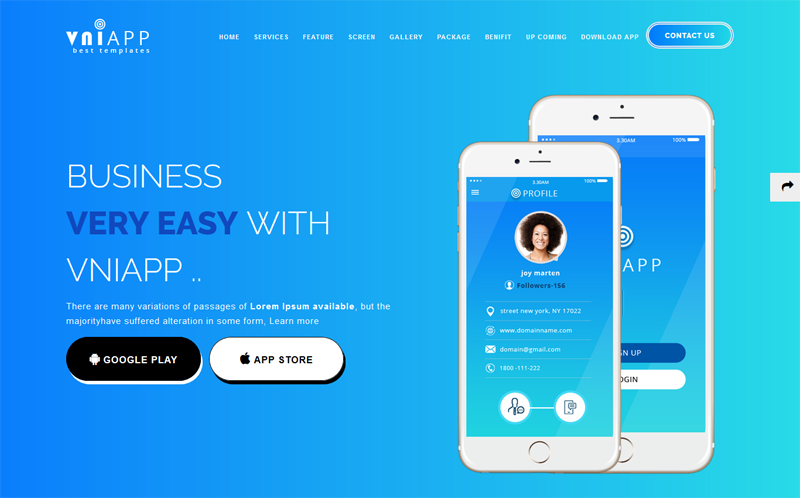 vniAPP
best templates
HOME SERVICES FEATURE SCREEN GALLERY PACKAGE BENIFIT UP COMING DOWNLOAD APP CONTACT US
BUSINESS
VERY EASY WITH
VNIAPP ..
There are many variations of passages of Lorem Ipsum available, but the
majorityhave suffered alteration in some form, Learn more
GOOGLE PLAY
APP STORE
3.30AM 100%
PROFILE
joy marten
Followers-156
street new york, NY 17022
www.domainname.com
domain@gmail.com
1800 -111-222
3.30AM 100%
APP
UP